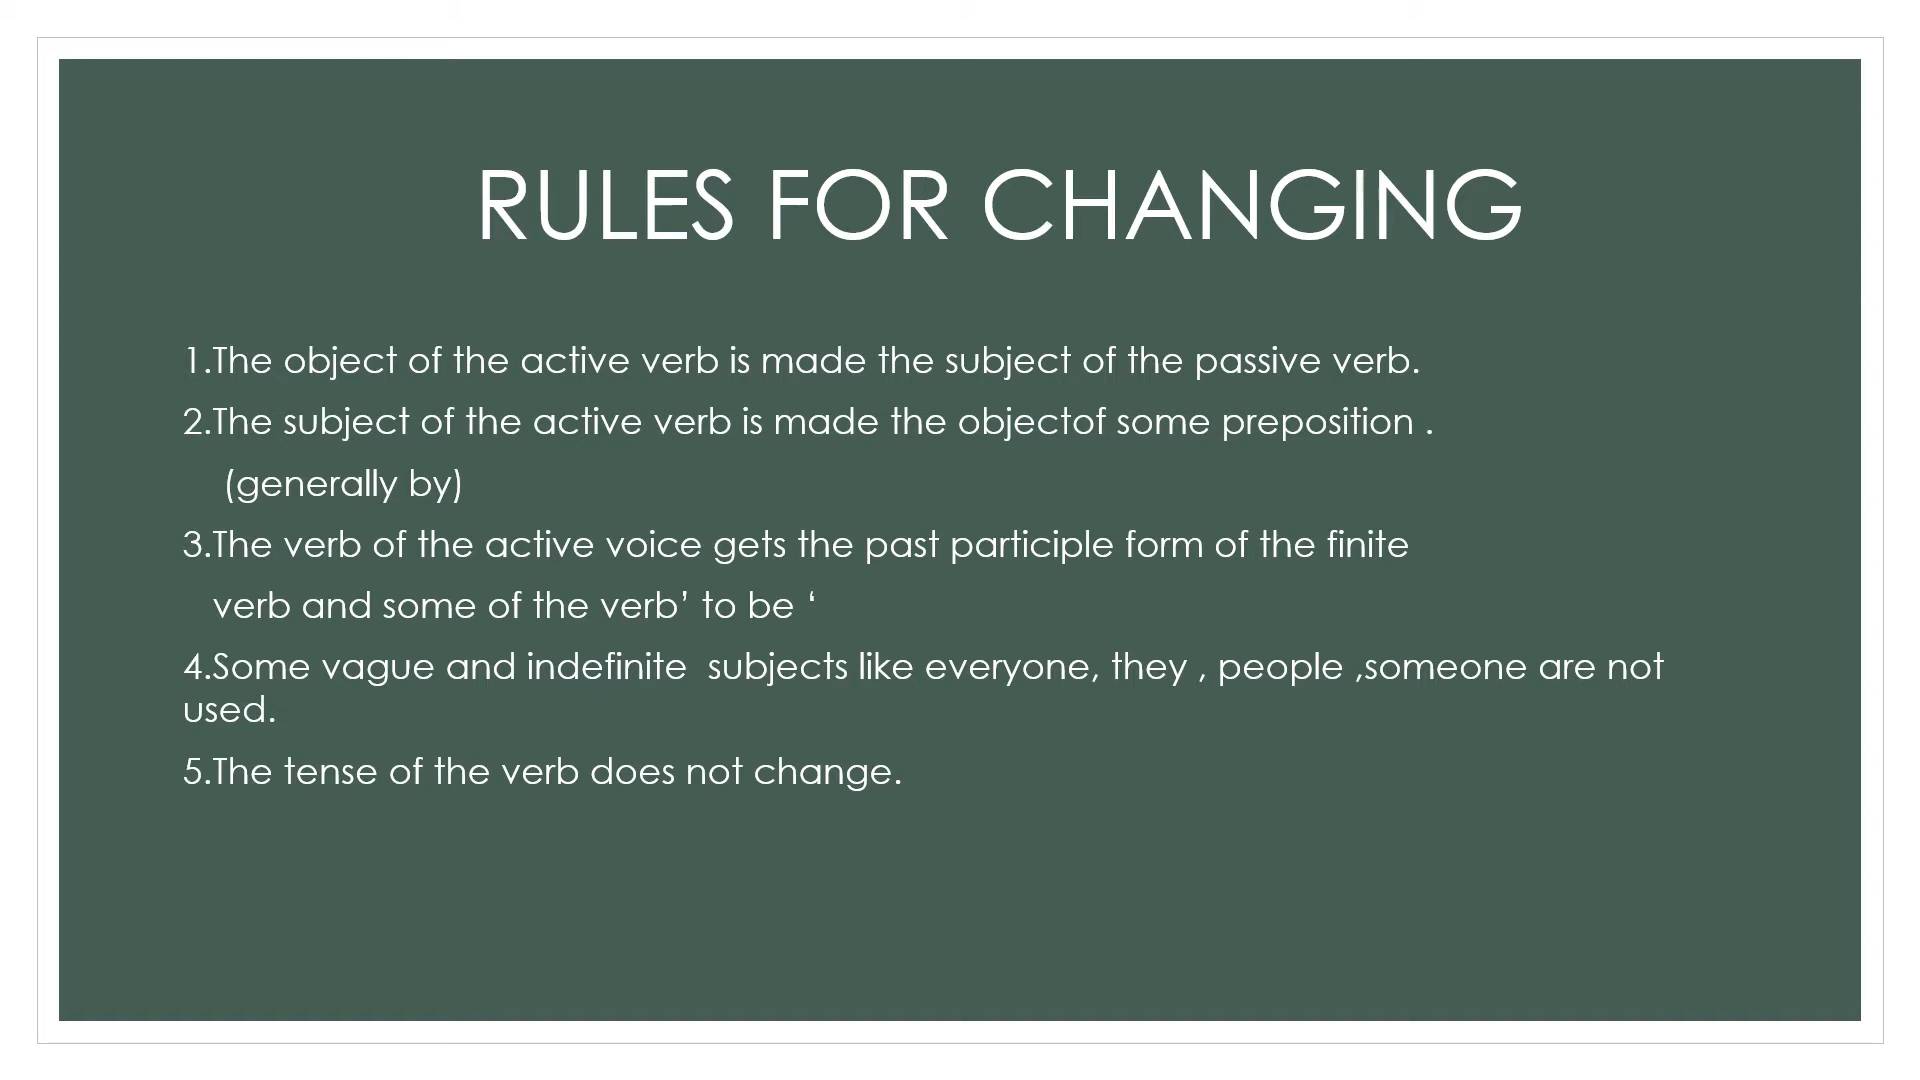 RULES FOR CHANGING
1.The object of the active verb is made the subject of the passive verb.
2.The subject of the active verb is made the objectof some preposition .
(generally by)
3.The verb of the active voice gets the past participle form of the finite
verb and some of the verb’ to be ‘
4.Some vague and indefinite  subjects like everyone, they , people ,someone are not
used.
5.The tense of the verb does not change.